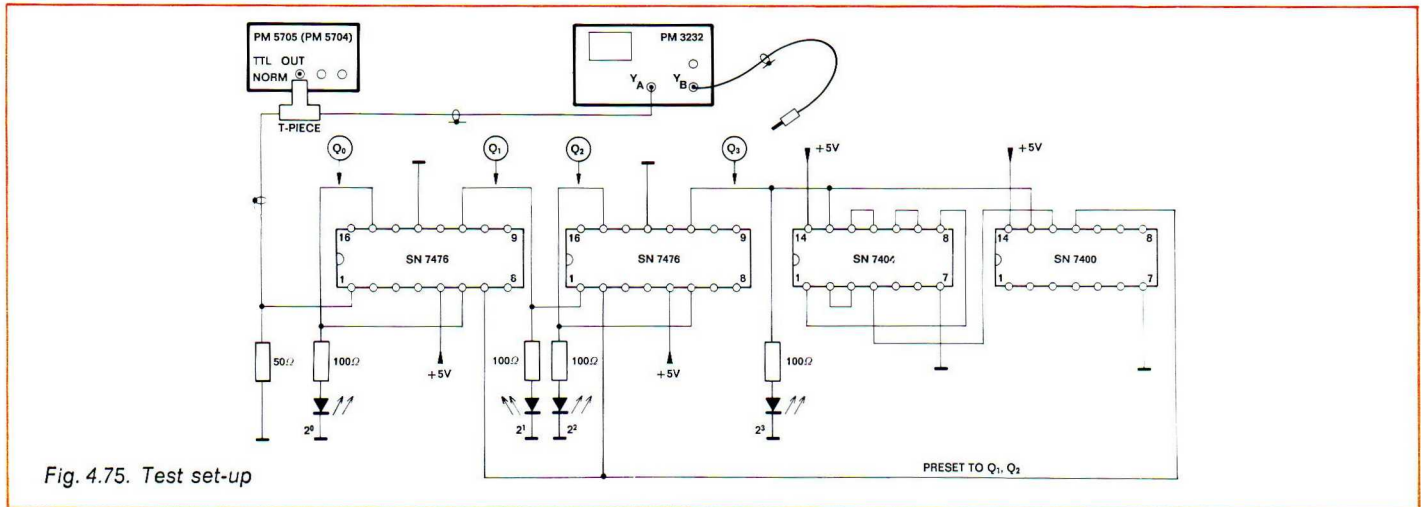 PM 5705 (PM 5704)
TTL OUT
NORM
T-PIECE
PM 3232
YA
YB
Q0
Q1
Q2
Q3
+5V
+5V
16
9
SN 7476
1
8
16
9
SN 7476
1
8
14
8
SN 7404
1
7
14
8
SN 7400
1
7
50Ω
100Ω
+5V
100Ω
100Ω
+5V
100Ω
2⁰
2¹
2²
2³
PRESET TO Q1, Q2
Fig. 4.75. Test set-up